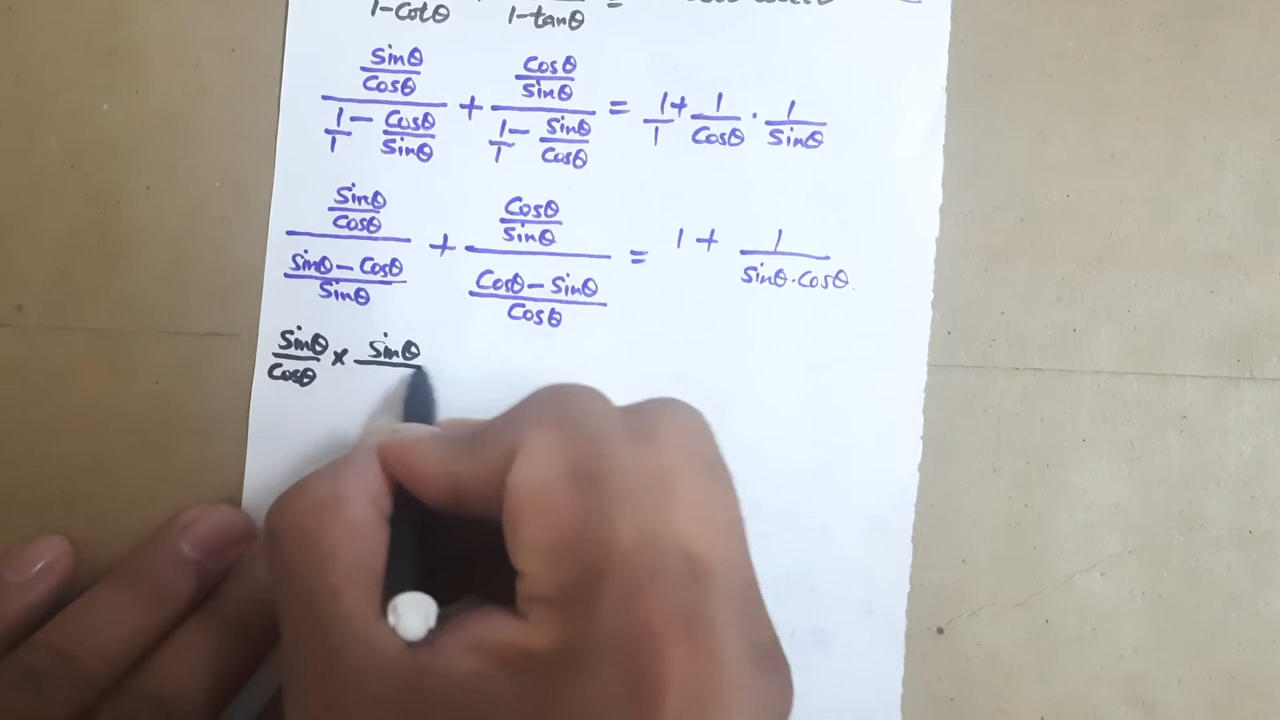 1-cotθ 1-tanθ =
sinθ/cosθ / (1/1 - cosθ/sinθ) + cosθ/sinθ / (1/1 - sinθ/cosθ) = 1/1 + 1/cosθ · 1/sinθ
sinθ/cosθ / ((sinθ - cosθ)/sinθ) + cosθ/sinθ / ((cosθ - sinθ)/cosθ) = 1 + 1/(sinθ·cosθ)
sinθ/cosθ × sinθ